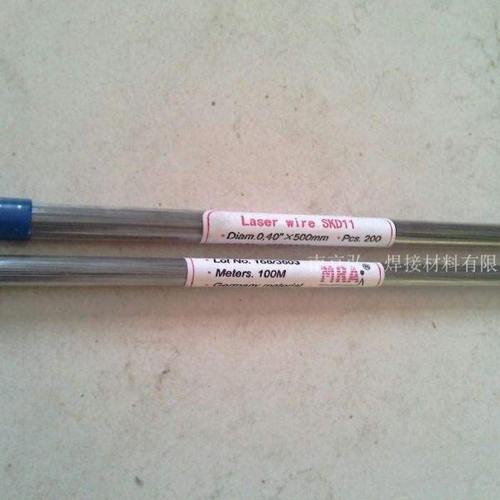 Laser wire SKD11
• Diam.0.40"×500mm • Pcs. 200
Lot No. 168/3603
• Meters. 100M
MRA
• Germany material
焊接材料有限